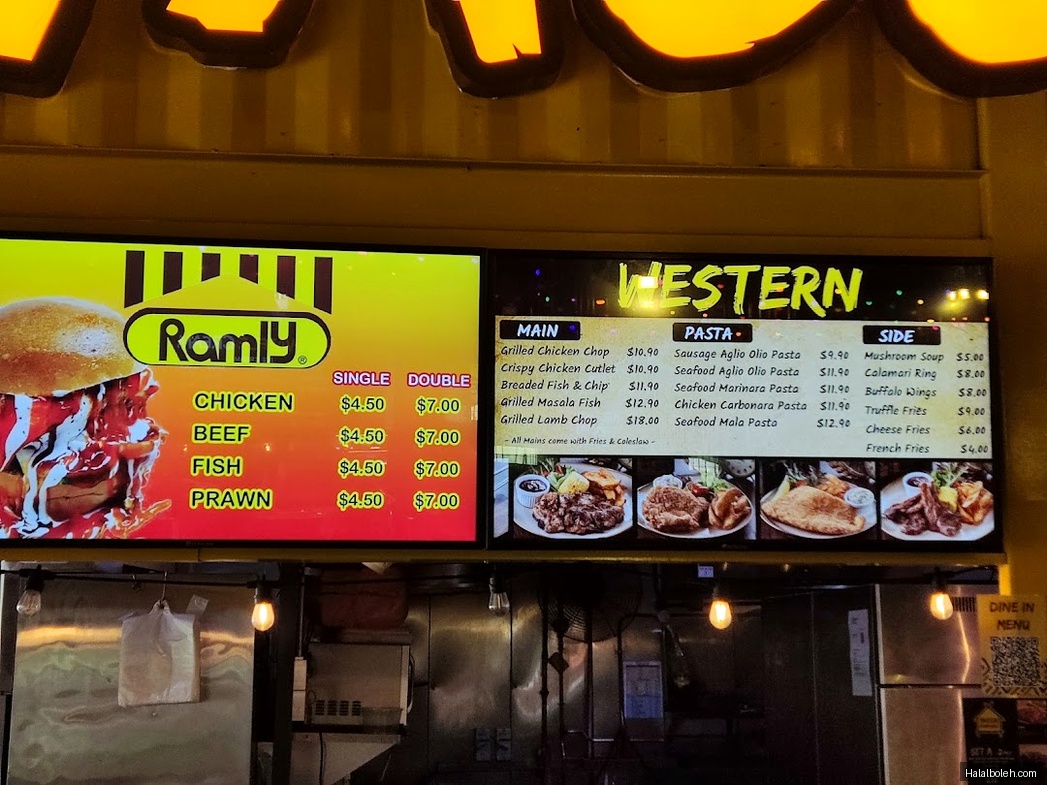 Ramly®
SINGLE DOUBLE
CHICKEN $4.50 $7.00
BEEF $4.50 $7.00
FISH $4.50 $7.00
PRAWN $4.50 $7.00
WESTERN
MAIN
Grilled Chicken Chop $10.90
Crispy Chicken Cutlet $10.90
Breaded Fish & Chip $11.90
Grilled Masala Fish $12.90
Grilled Lamb Chop $18.00
- All Mains come with Fries & Coleslaw -
PASTA
Sausage Aglio Olio Pasta $9.90
Seafood Aglio Olio Pasta $11.90
Seafood Marinara Pasta $11.90
Chicken Carbonara Pasta $11.90
Seafood Mala Pasta $12.90
SIDE
Mushroom Soup $5.00
Calamari Ring $8.00
Buffalo Wings $8.00
Truffle Fries $9.00
Cheese Fries $6.00
French Fries $4.00
DINE IN
MENU
SET A
Halalboleh.com